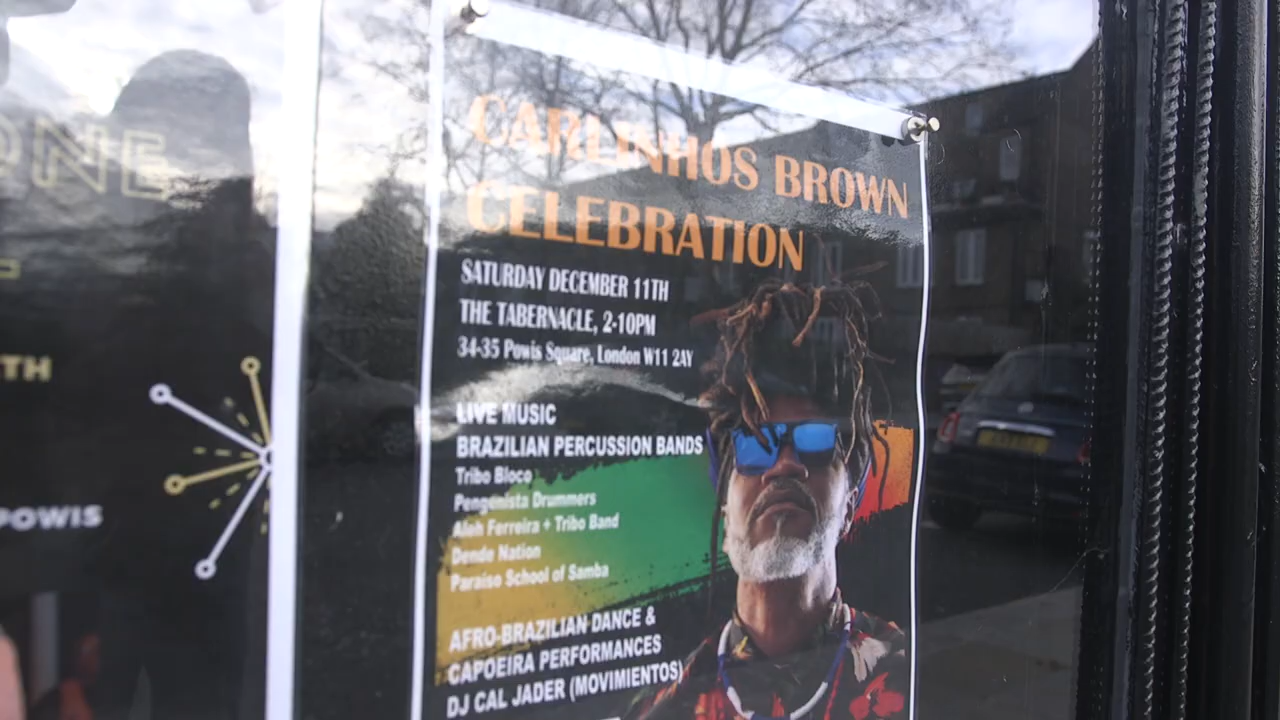 ONE
TH
POWIS
CARLINHOS BROWN
CELEBRATION
SATURDAY DECEMBER 11TH
THE TABERNACLE, 2-10PM
34-35 Powis Square, London W11 2AY
LIVE MUSIC
BRAZILIAN PERCUSSION BANDS
Tribo Bloco
Pengenista Drummers
Aleh Ferreira + Tribo Band
Dende Nation
Paraiso School of Samba
AFRO-BRAZILIAN DANCE &
CAPOEIRA PERFORMANCES
DJ CAL JADER (MOVIMIENTOS)